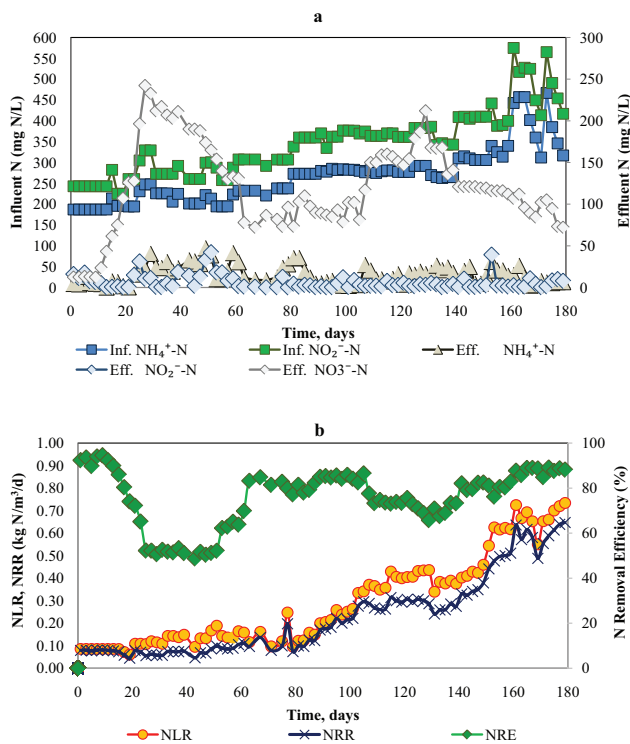 a
Influent N (mg N/L)
600
550
500
450
400
350
300
250
200
150
100
50
0
300
250
200
150
100
50
0
Effluent N (mg N/L)
0 20 40 60 80 100 120 140 160 180
Time, days
Inf. NH₄⁺-N Inf. NO₂⁻-N Eff. NH₄⁺-N
Eff. NO₂⁻-N Eff. NO3⁻-N
b
NLR, NRR (kg N/m³/d)
1.00
0.90
0.80
0.70
0.60
0.50
0.40
0.30
0.20
0.10
0.00
100
80
60
40
20
0
N Removal Efficiency (%)
0 20 40 60 80 100 120 140 160 180
Time, days
NLR NRR NRE